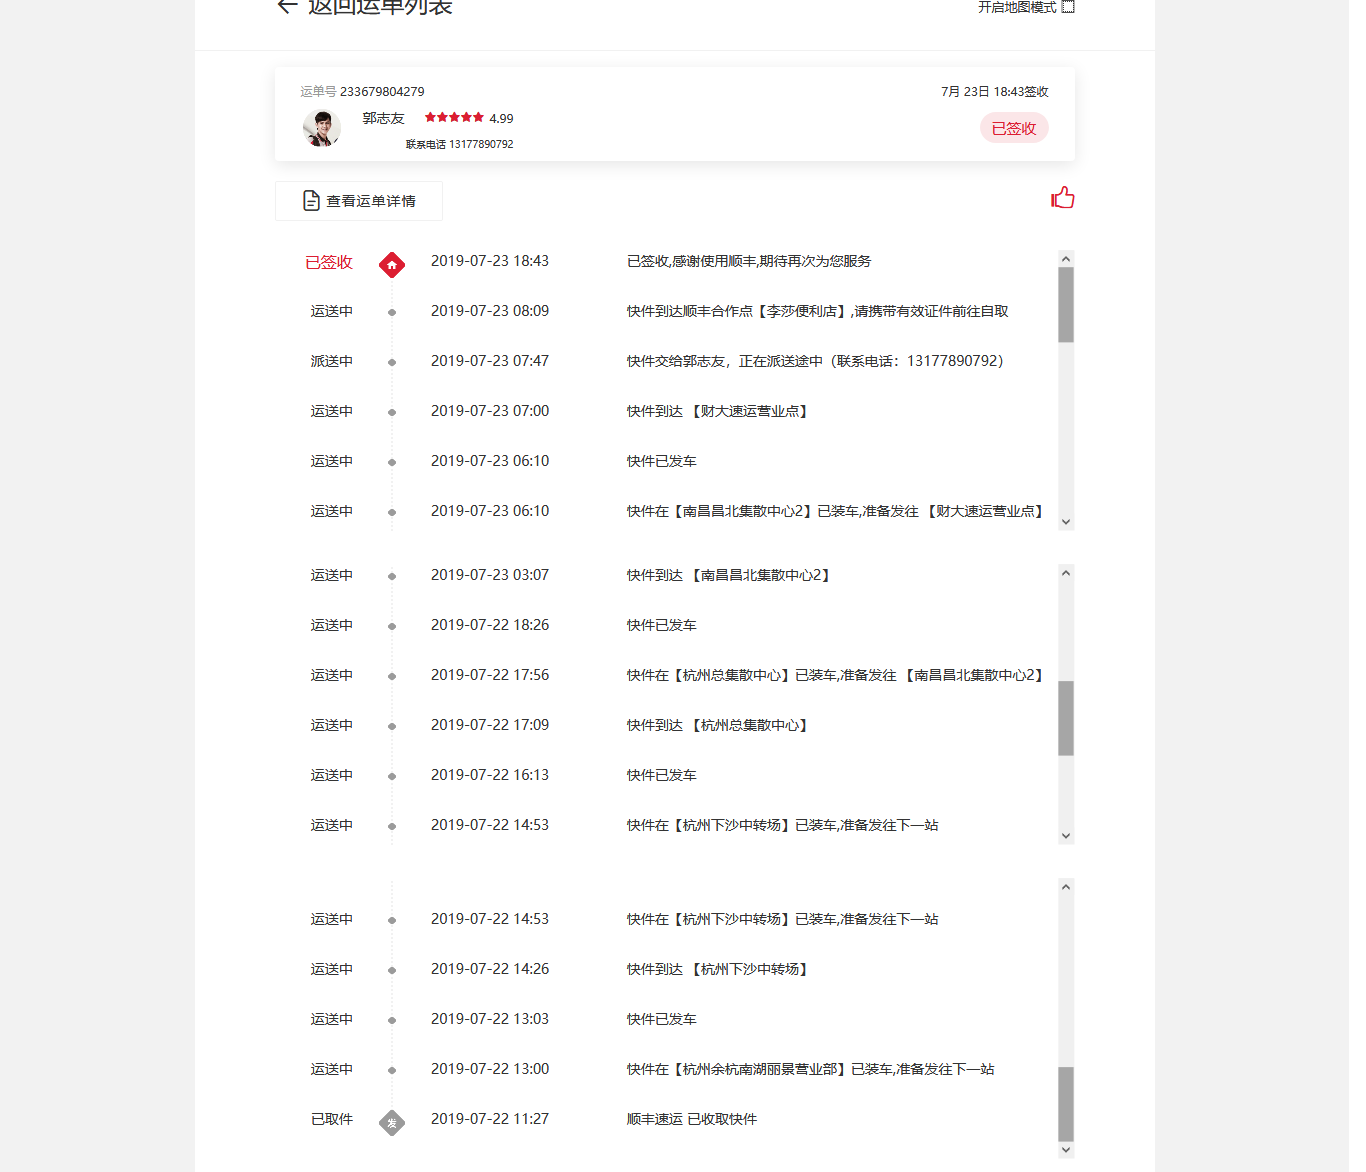 返回运单列表
开启地图模式
运单号 233679804279
7月 23日 18:43签收
郭志友 4.99
已签收
联系电话 13177890792
查看运单详情
已签收 2019-07-23 18:43 已签收,感谢使用顺丰,期待再次为您服务
运送中 2019-07-23 08:09 快件到达顺丰合作点【李莎便利店】,请携带有效证件前往自取
派送中 2019-07-23 07:47 快件交给郭志友，正在派送途中（联系电话：13177890792）
运送中 2019-07-23 07:00 快件到达 【财大速运营业点】
运送中 2019-07-23 06:10 快件已发车
运送中 2019-07-23 06:10 快件在【南昌昌北集散中心2】已装车,准备发往 【财大速运营业点】
运送中 2019-07-23 03:07 快件到达 【南昌昌北集散中心2】
运送中 2019-07-22 18:26 快件已发车
运送中 2019-07-22 17:56 快件在【杭州总集散中心】已装车,准备发往 【南昌昌北集散中心2】
运送中 2019-07-22 17:09 快件到达 【杭州总集散中心】
运送中 2019-07-22 16:13 快件已发车
运送中 2019-07-22 14:53 快件在【杭州下沙中转场】已装车,准备发往下一站
运送中 2019-07-22 14:53 快件在【杭州下沙中转场】已装车,准备发往下一站
运送中 2019-07-22 14:26 快件到达 【杭州下沙中转场】
运送中 2019-07-22 13:03 快件已发车
运送中 2019-07-22 13:00 快件在【杭州余杭南湖丽景营业部】已装车,准备发往下一站
已取件 发 2019-07-22 11:27 顺丰速运 已收取快件